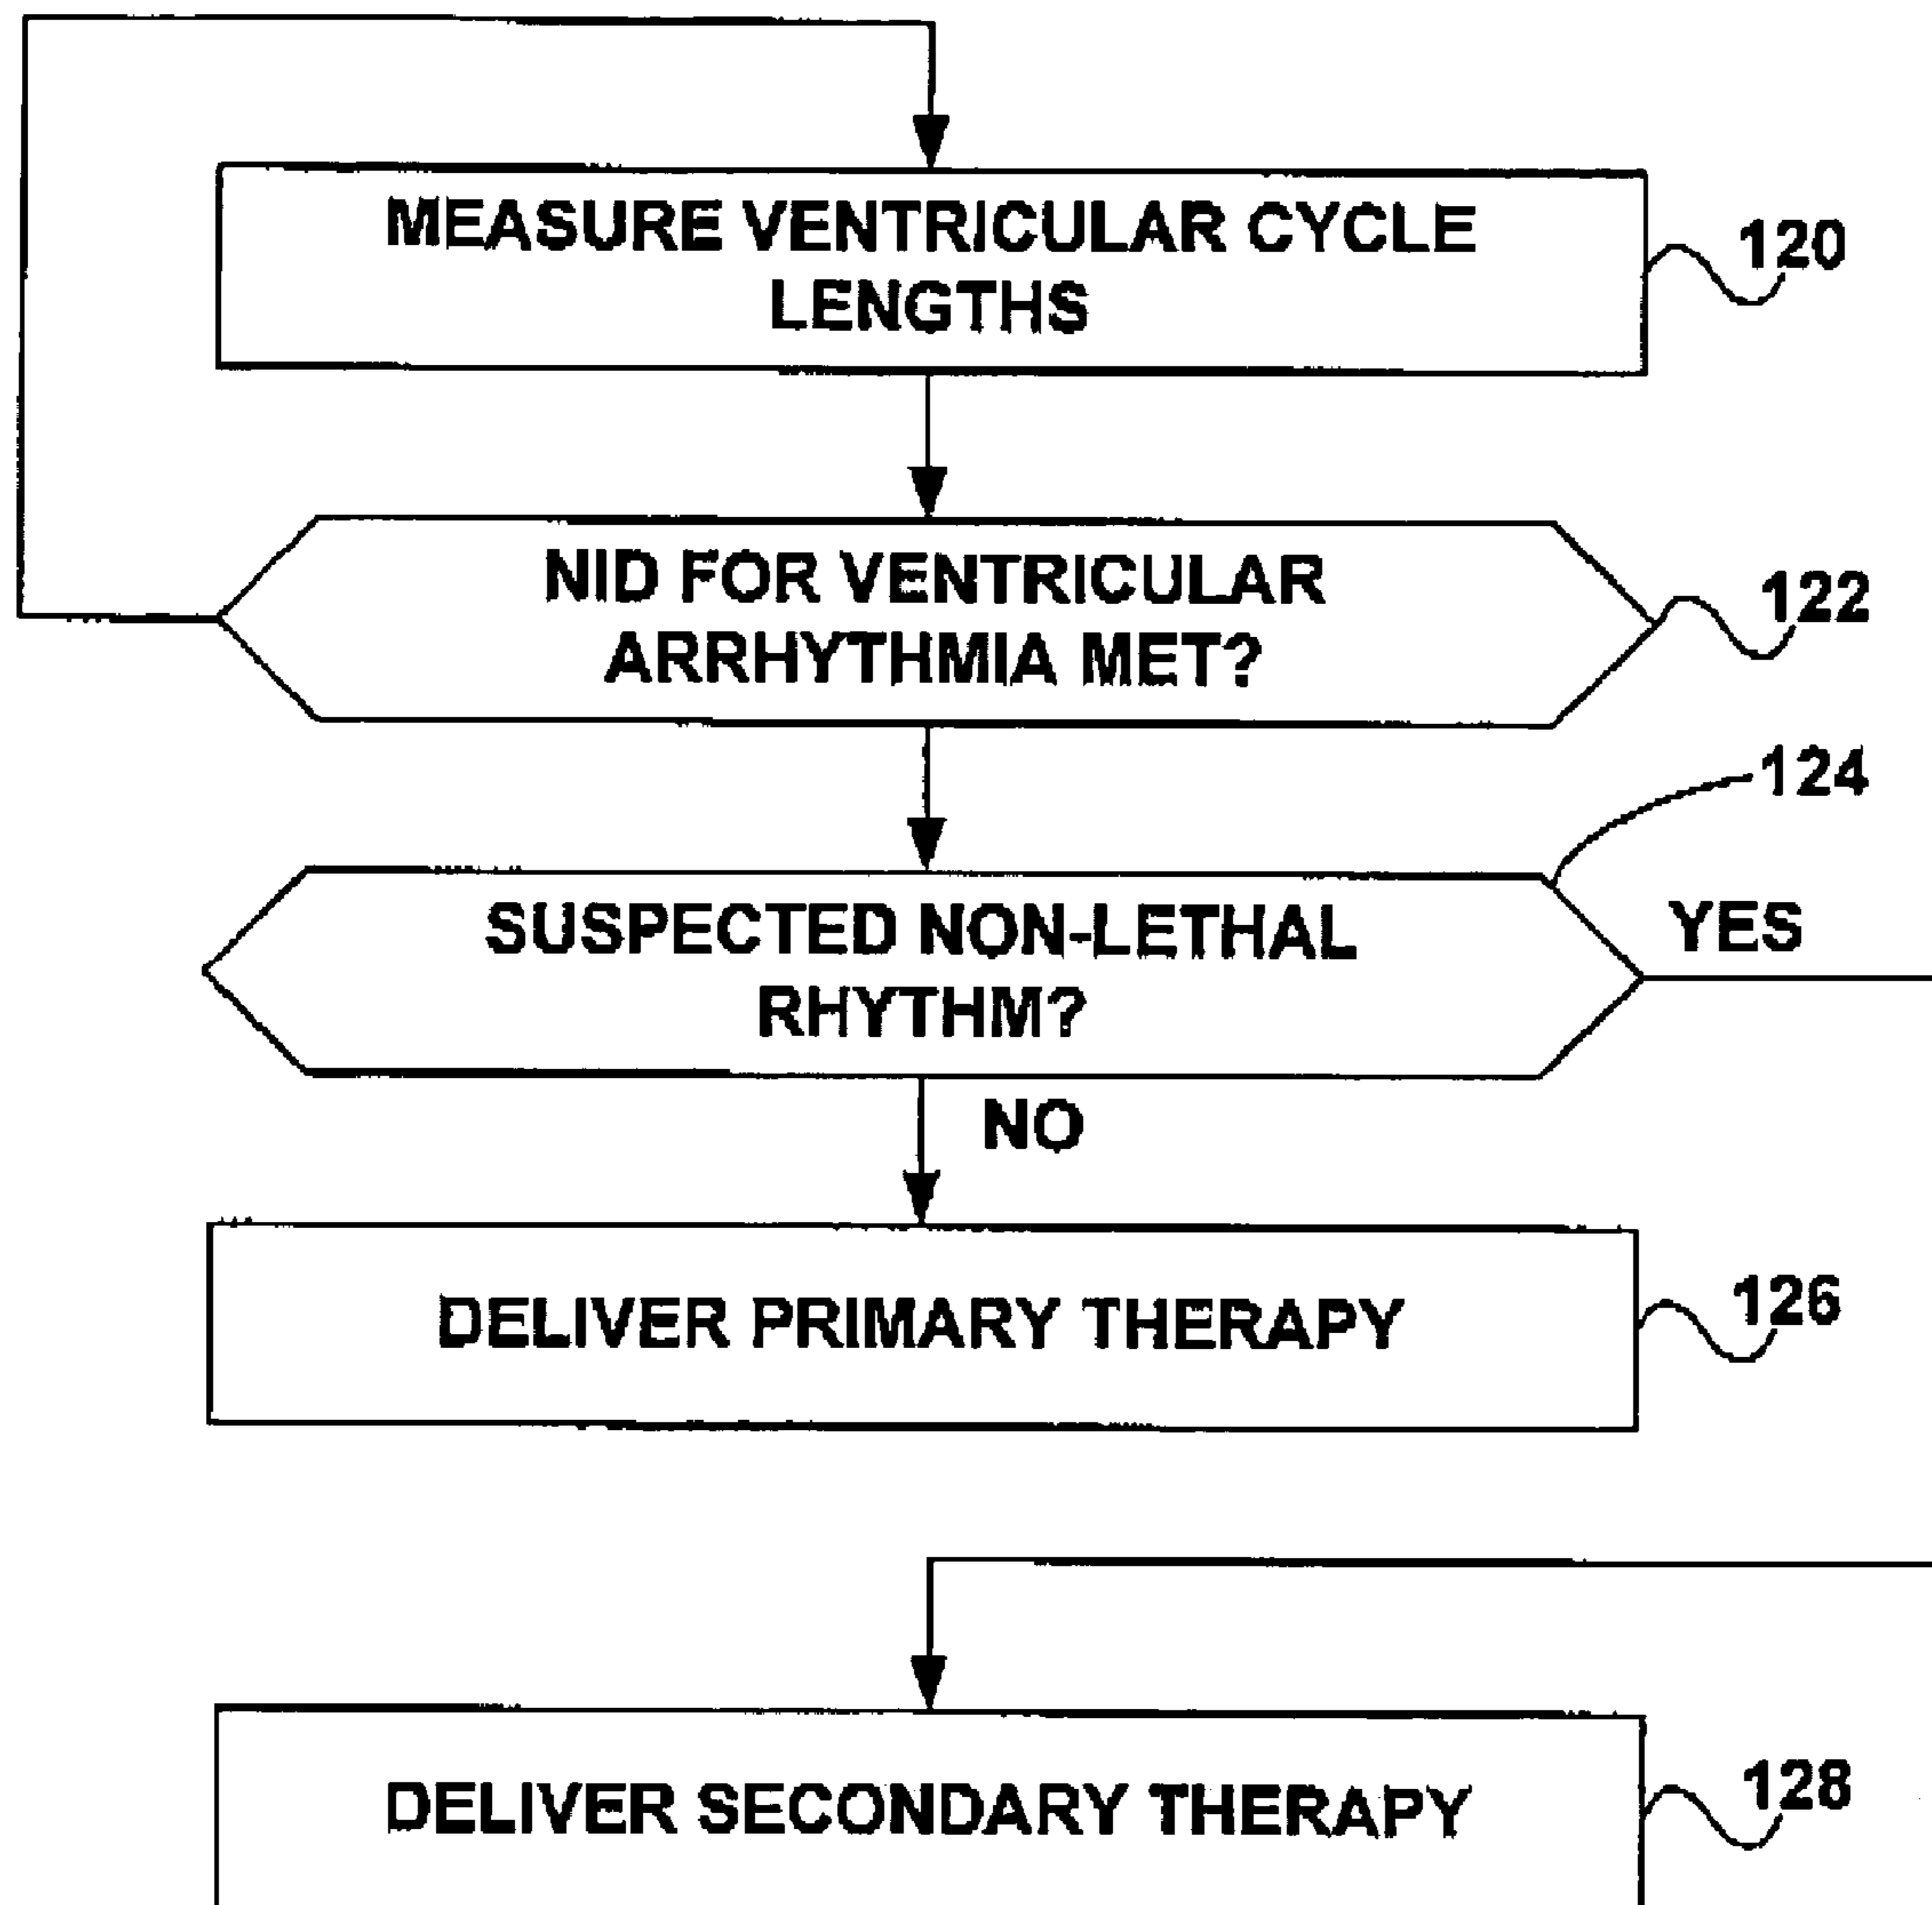 MEASURE VENTRICULAR CYCLE
LENGTHS
120
NID FOR VENTRICULAR
ARRHYTHMIA MET?
122
124
SUSPECTED NON-LETHAL
RHYTHM?
YES
NO
DELIVER PRIMARY THERAPY
126
DELIVER SECONDARY THERAPY
128